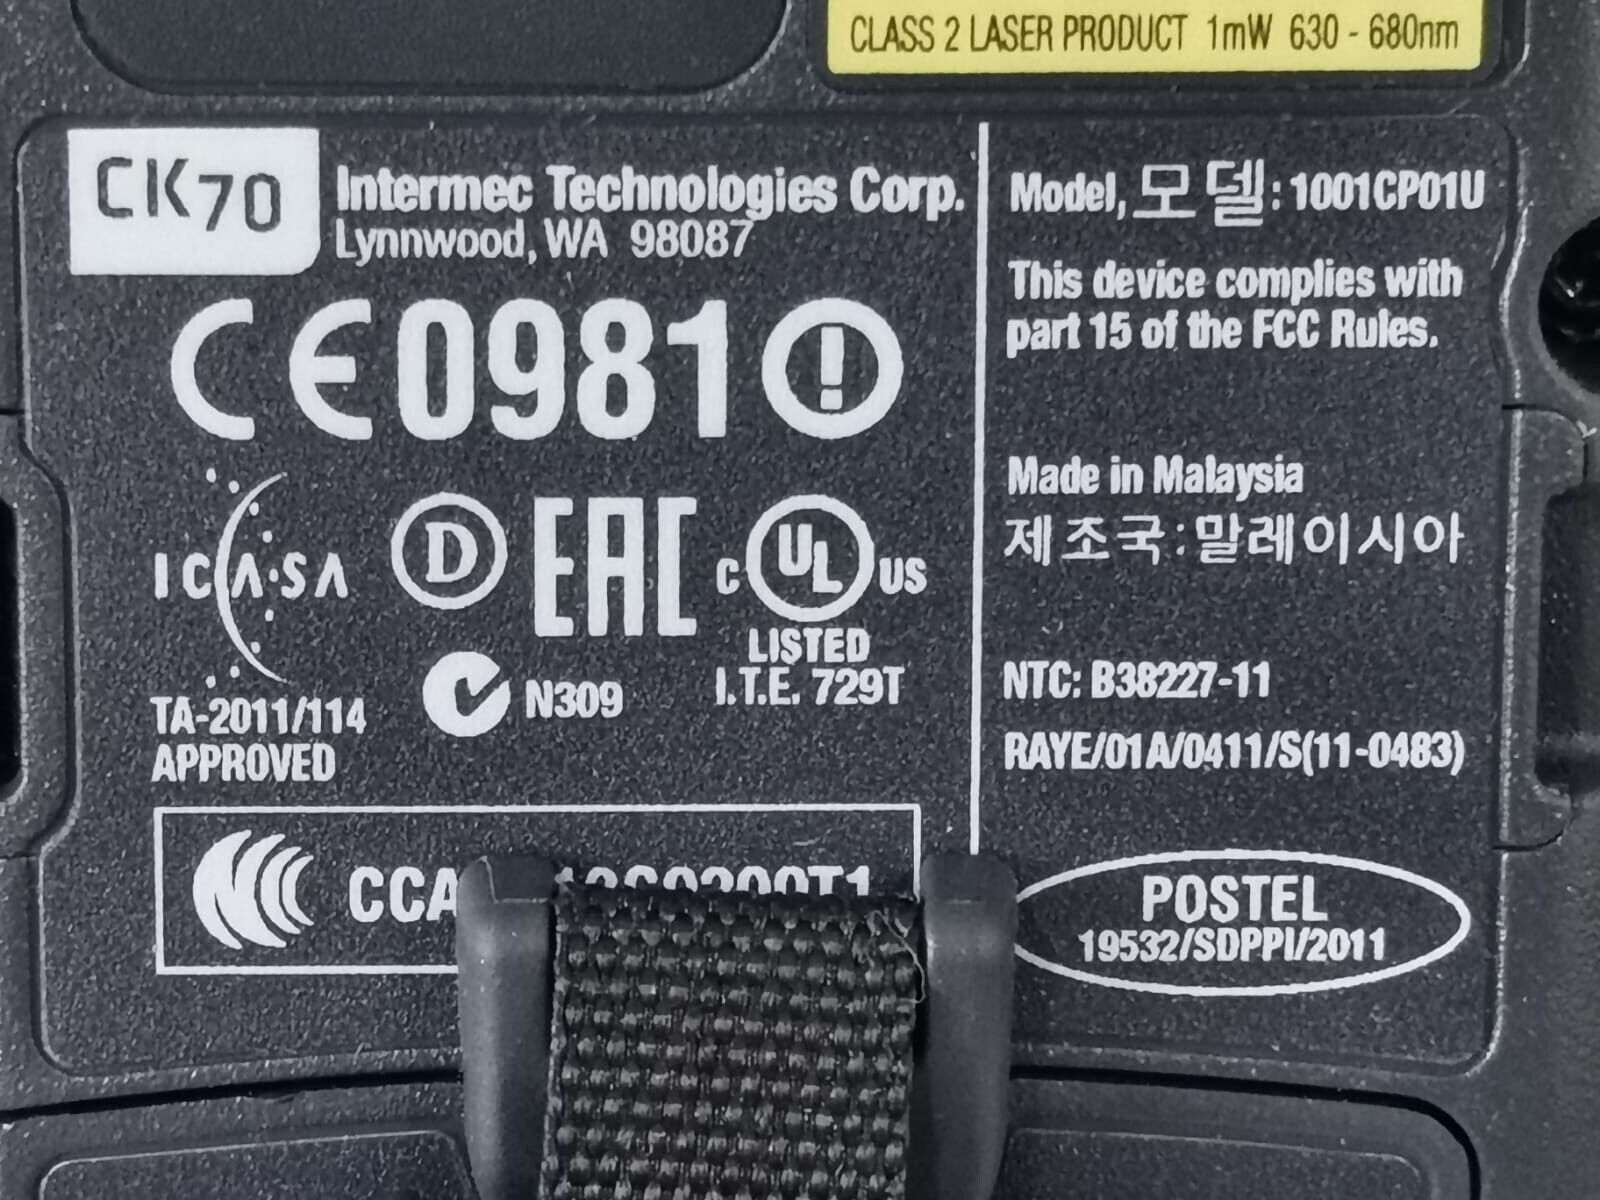 CLASS 2 LASER PRODUCT 1mW 630 - 680nm
CK70
Intermec Technologies Corp.
Lynnwood, WA 98087
CE0981
ICASA
TA-2011/114
APPROVED
D
EAC
N309
C UL US
LISTED
I.T.E. 729T
CCA
Model, 모델: 1001CP01U
This device complies with
part 15 of the FCC Rules.
Made in Malaysia
제조국:말레이시아
NTC: B38227-11
RAYE/01A/0411/S(11-0483)
POSTEL
19532/SDPPI/2011